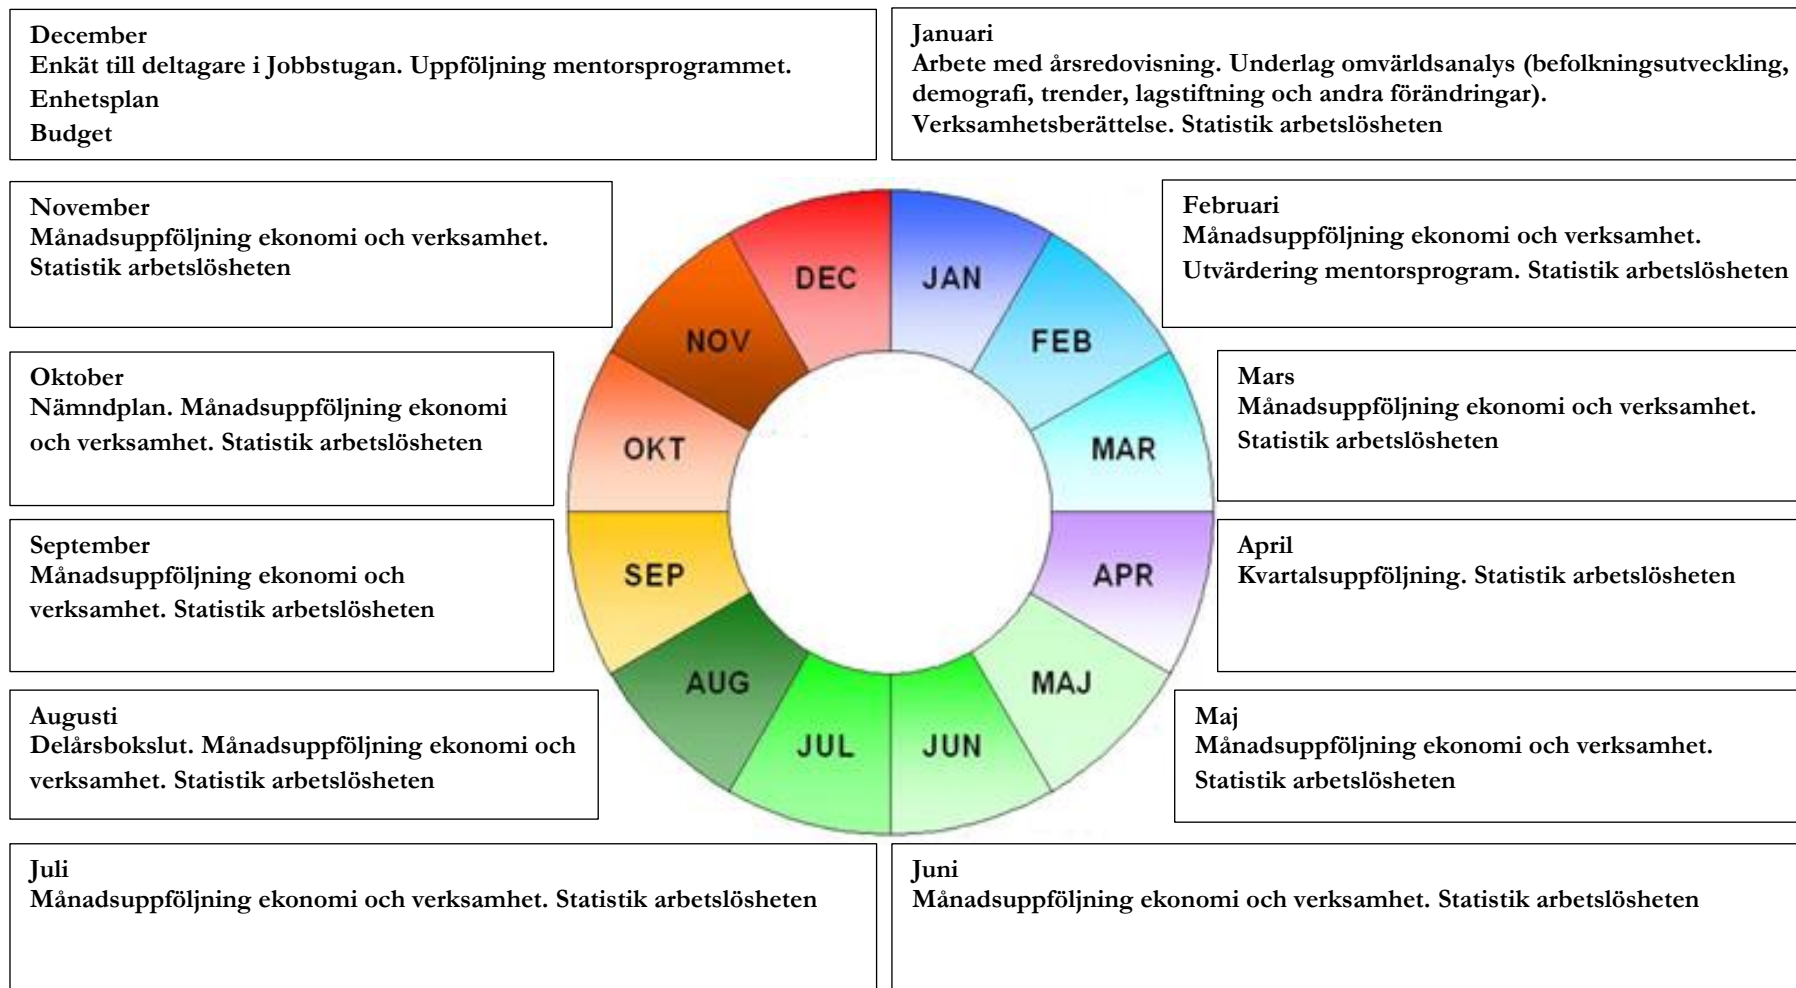 December
Enkät till deltagare i Jobbstugan. Uppföljning mentorsprogrammet.
Enhetsplan
Budget
Januari
Arbete med årsredovisning. Underlag omvärldsanalys (befolkningsutveckling,
demografi, trender, lagstiftning och andra förändringar).
Verksamhetsberättelse. Statistik arbetslösheten
November
Månadsuppföljning ekonomi och verksamhet.
Statistik arbetslösheten
Februari
Månadsuppföljning ekonomi och verksamhet.
Utvärdering mentorsprogram. Statistik arbetslösheten
Oktober
Nämndplan. Månadsuppföljning ekonomi
och verksamhet. Statistik arbetslösheten
Mars
Månadsuppföljning ekonomi och verksamhet.
Statistik arbetslösheten
September
Månadsuppföljning ekonomi och
verksamhet. Statistik arbetslösheten
April
Kvartalsuppföljning. Statistik arbetslösheten
Augusti
Delårsbokslut. Månadsuppföljning ekonomi och
verksamhet. Statistik arbetslösheten
Maj
Månadsuppföljning ekonomi och verksamhet.
Statistik arbetslösheten
Juli
Månadsuppföljning ekonomi och verksamhet. Statistik arbetslösheten
Juni
Månadsuppföljning ekonomi och verksamhet. Statistik arbetslösheten
JAN
FEB
MAR
APR
MAJ
JUN
JUL
AUG
SEP
OKT
NOV
DEC